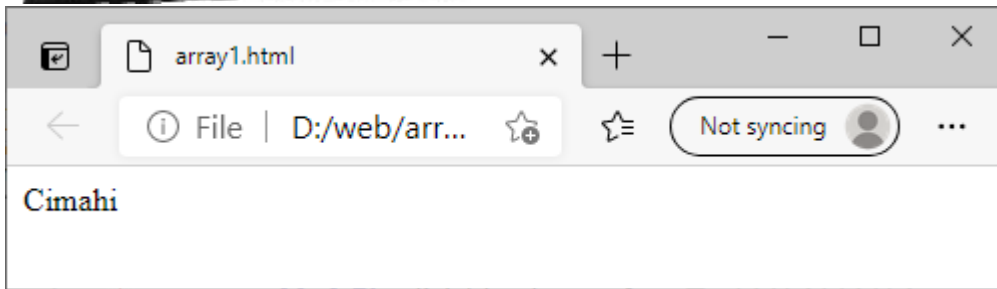 array1.html
File | D:/web/arr...
Not syncing
Cimahi